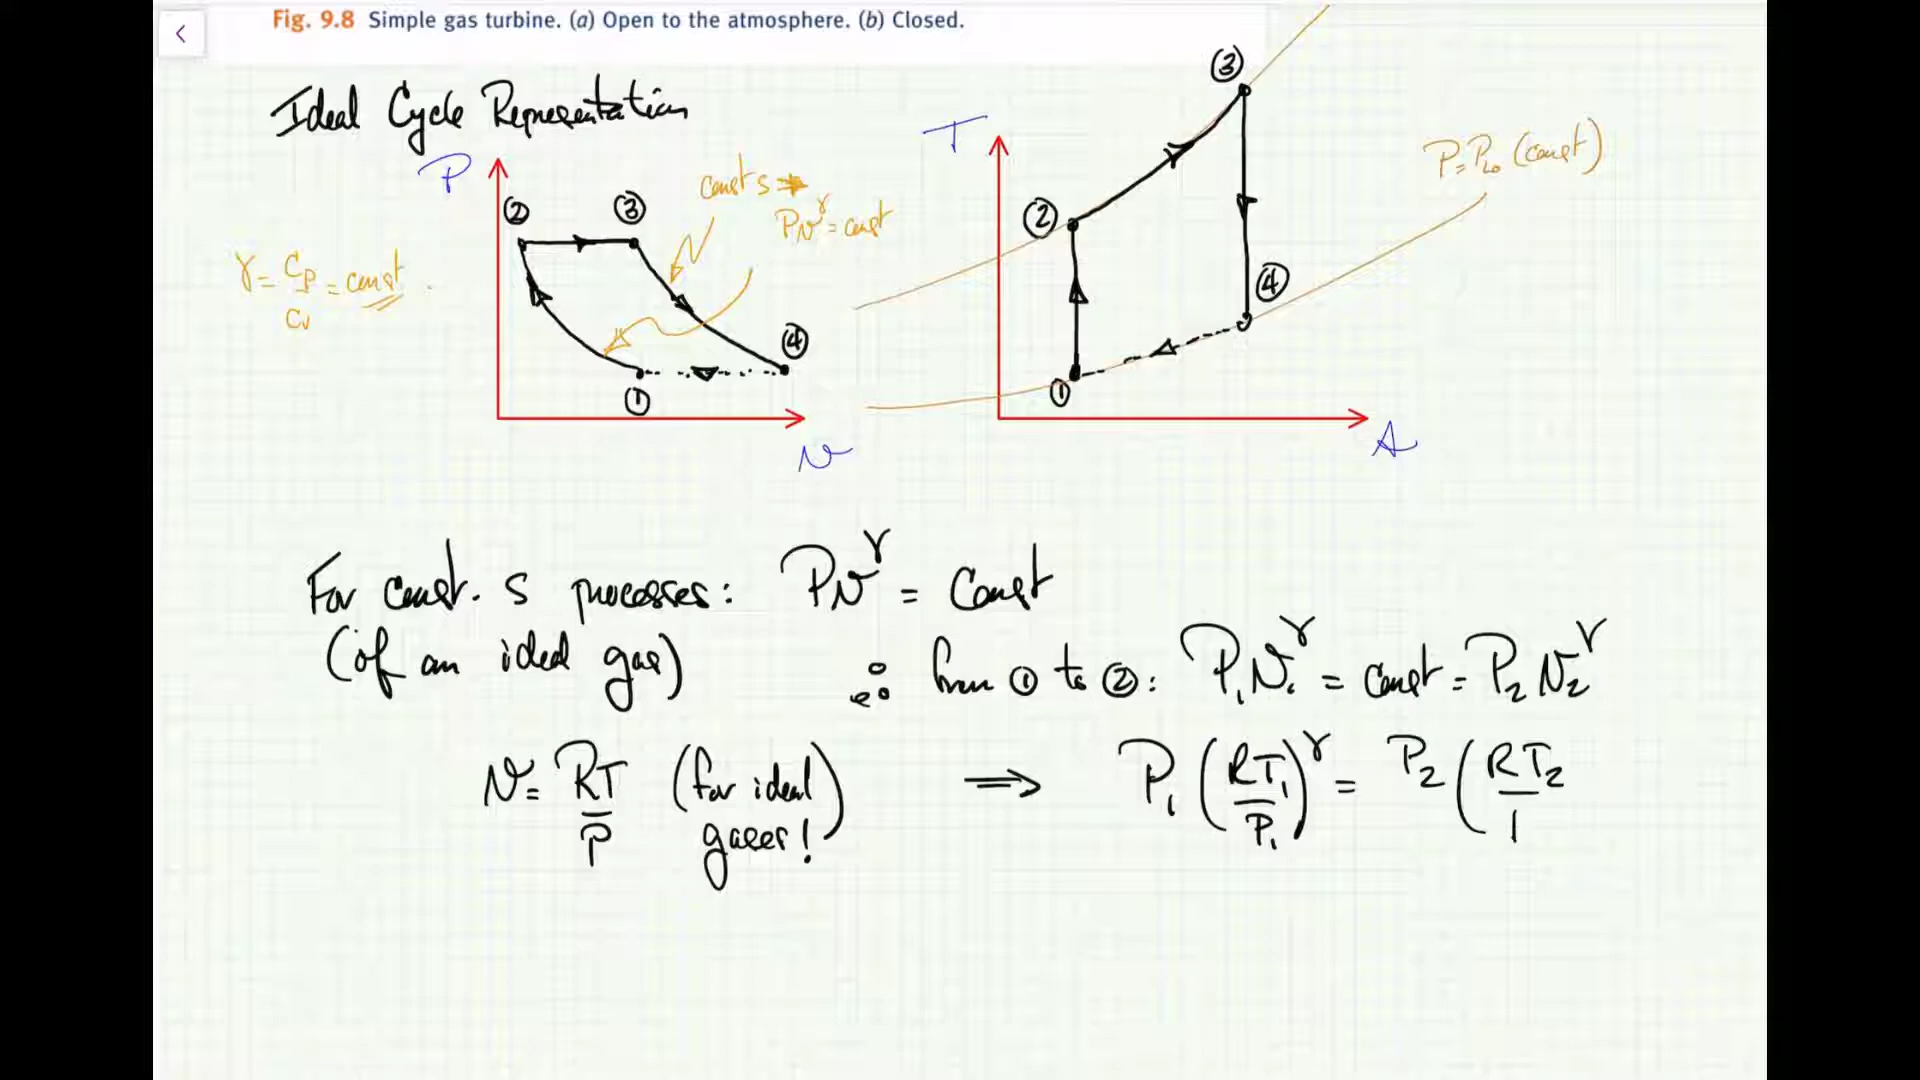 Fig. 9.8 Simple gas turbine. (a) Open to the atmosphere. (b) Closed.
Ideal Cycle Representation
P
② ③
const s →
Pv^γ = const
γ = Cp/Cv = const
④
①
v
T
③
②
④
①
P = P_lo (const)
s
For const. s processes: Pv^γ = Const
(of an ideal gas)
∴ from ① to ②: P₁v₁^γ = const = P₂v₂^γ
v = RT/P (for ideal gases!) ⟹ P₁(RT₁/P₁)^γ = P₂(RT₂/